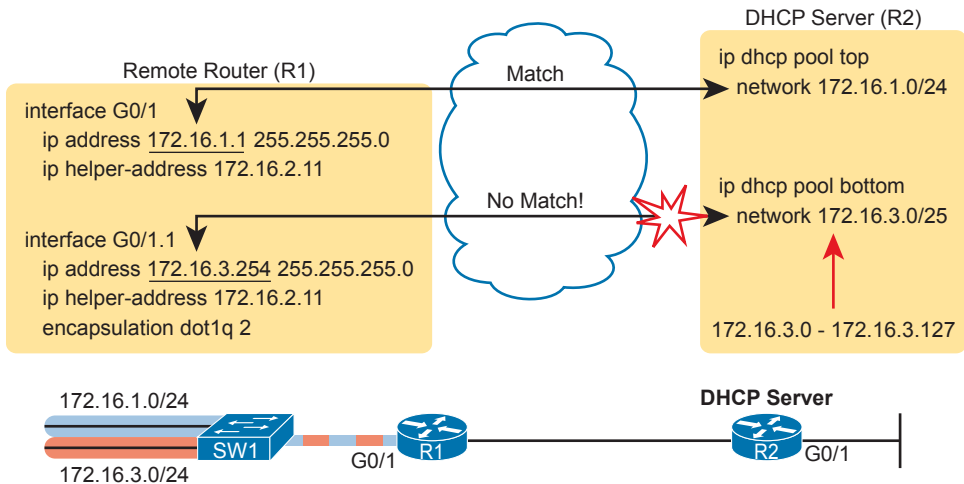 DHCP Server (R2)
Remote Router (R1)
interface G0/1
ip address 172.16.1.1 255.255.255.0
ip helper-address 172.16.2.11
Match
ip dhcp pool top
network 172.16.1.0/24
No Match!
interface G0/1.1
ip address 172.16.3.254 255.255.255.0
ip helper-address 172.16.2.11
encapsulation dot1q 2
ip dhcp pool bottom
network 172.16.3.0/25
172.16.3.0 - 172.16.3.127
172.16.1.0/24
SW1
172.16.3.0/24
G0/1
R1
DHCP Server
R2
G0/1